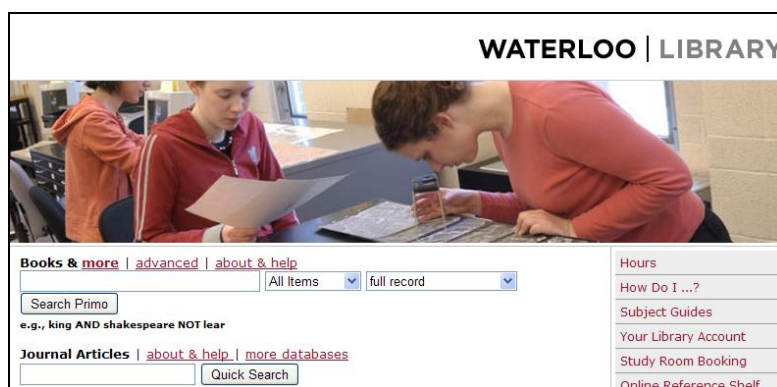 WATERLOO | LIBRARY
Books & more | advanced | about & help
All Items full record
Search Primo
e.g., king AND shakespeare NOT lear
Journal Articles | about & help | more databases
Quick Search
Hours
How Do I ...?
Subject Guides
Your Library Account
Study Room Booking
Online Reference Shelf